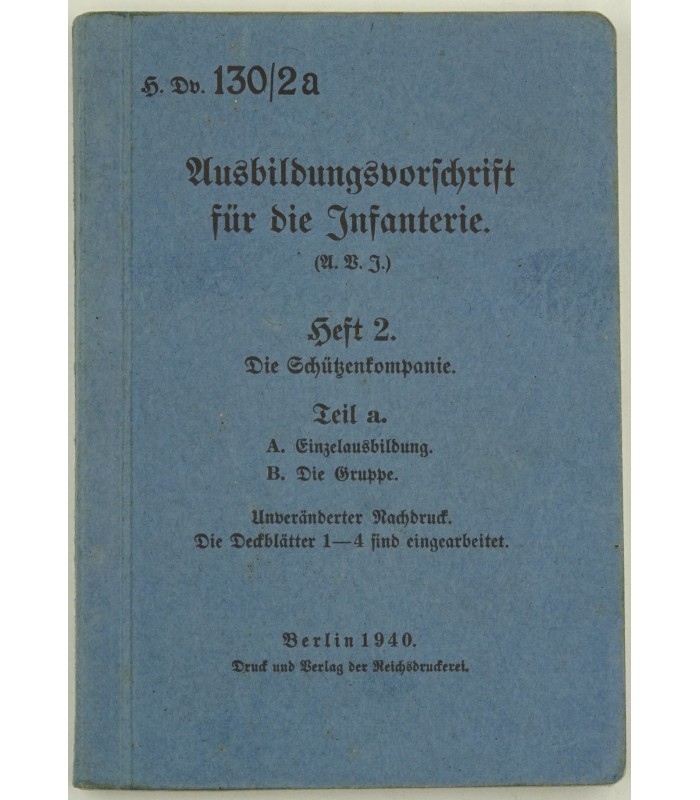 H. Dv. 130/2a
Ausbildungsvorschrift
für die Infanterie.
(A. V. I.)
Heft 2.
Die Schützenkompanie.
Teil a.
A. Einzelausbildung.
B. Die Gruppe.
Unveränderter Nachdruck.
Die Deckblätter 1—4 sind eingearbeitet.
Berlin 1940.
Druck und Verlag der Reichsdruckerei.